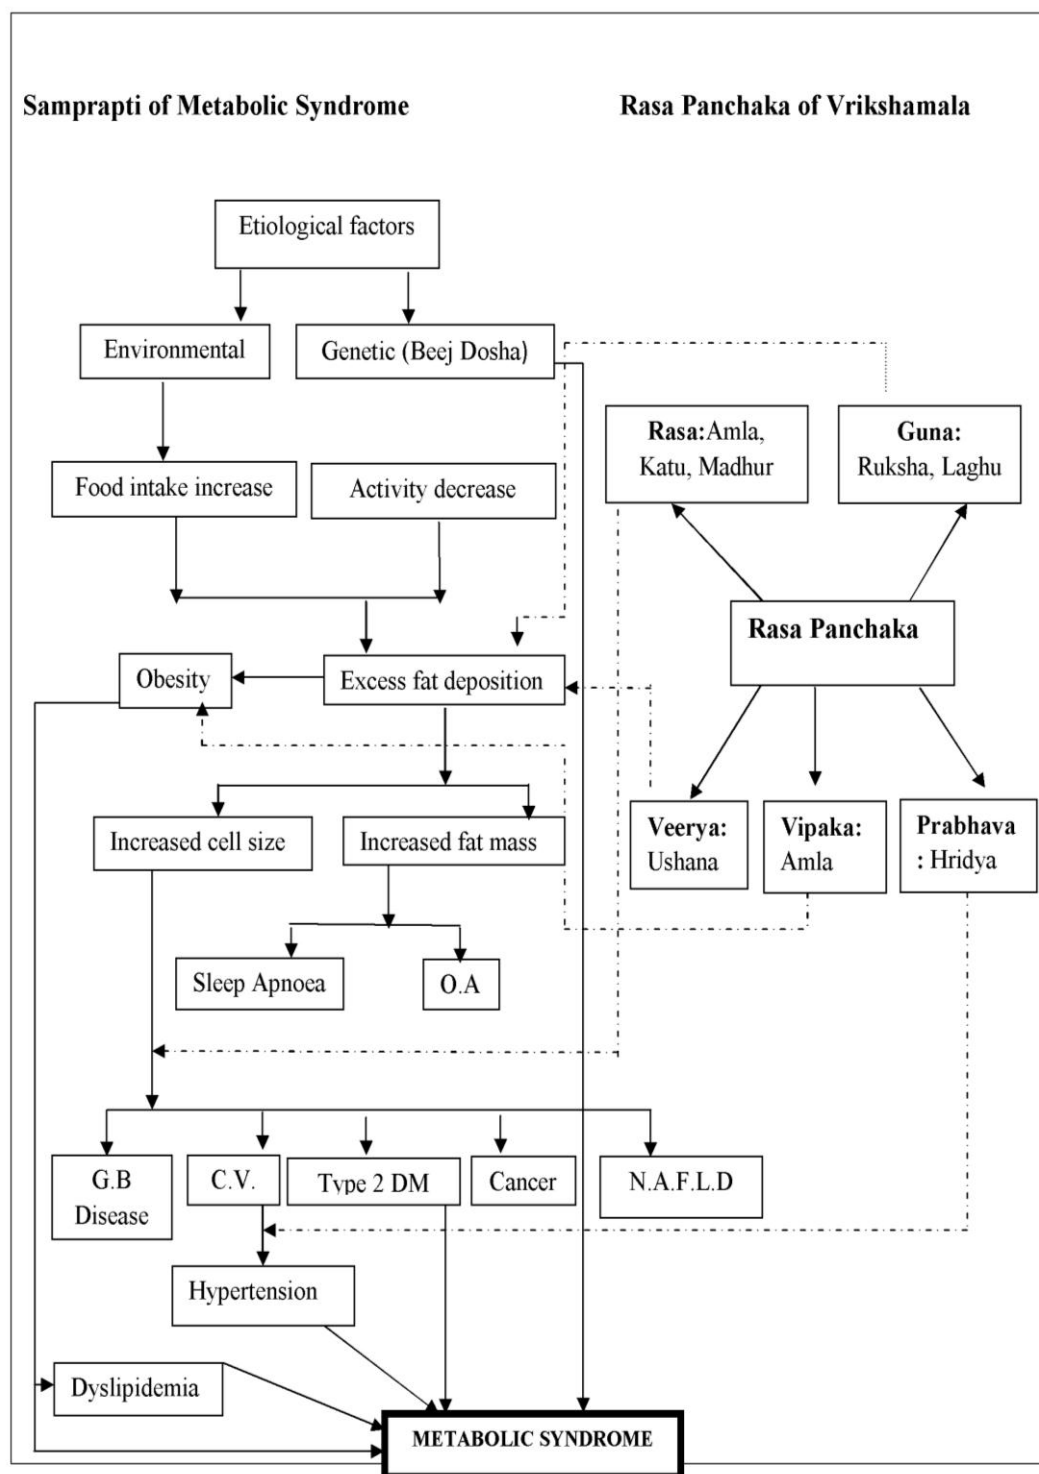 Samprapti of Metabolic Syndrome
Rasa Panchaka of Vrikshamala
Etiological factors
Environmental
Genetic (Beej Dosha)
Rasa:Amla,
Katu, Madhur
Guna:
Ruksha, Laghu
Food intake increase
Activity decrease
Rasa Panchaka
Obesity
Excess fat deposition
Increased cell size
Increased fat mass
Veerya:
Ushana
Vipaka:
Amla
Prabhava
: Hridya
Sleep Apnoea
O.A
G.B
Disease
C.V.
Type 2 DM
Cancer
N.A.F.L.D
Hypertension
Dyslipidemia
METABOLIC SYNDROME